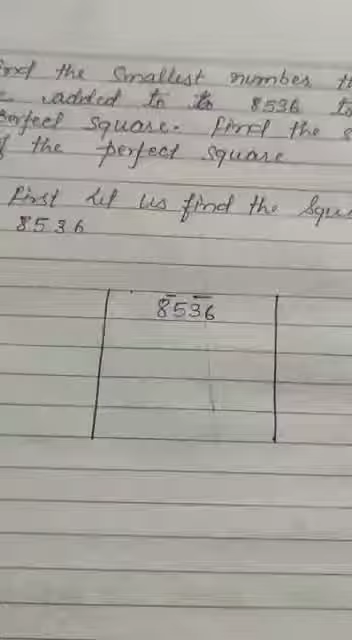 the smallest number
added to to 8536
perfect square. find the
the perfect square
first let us find the
8536
8536